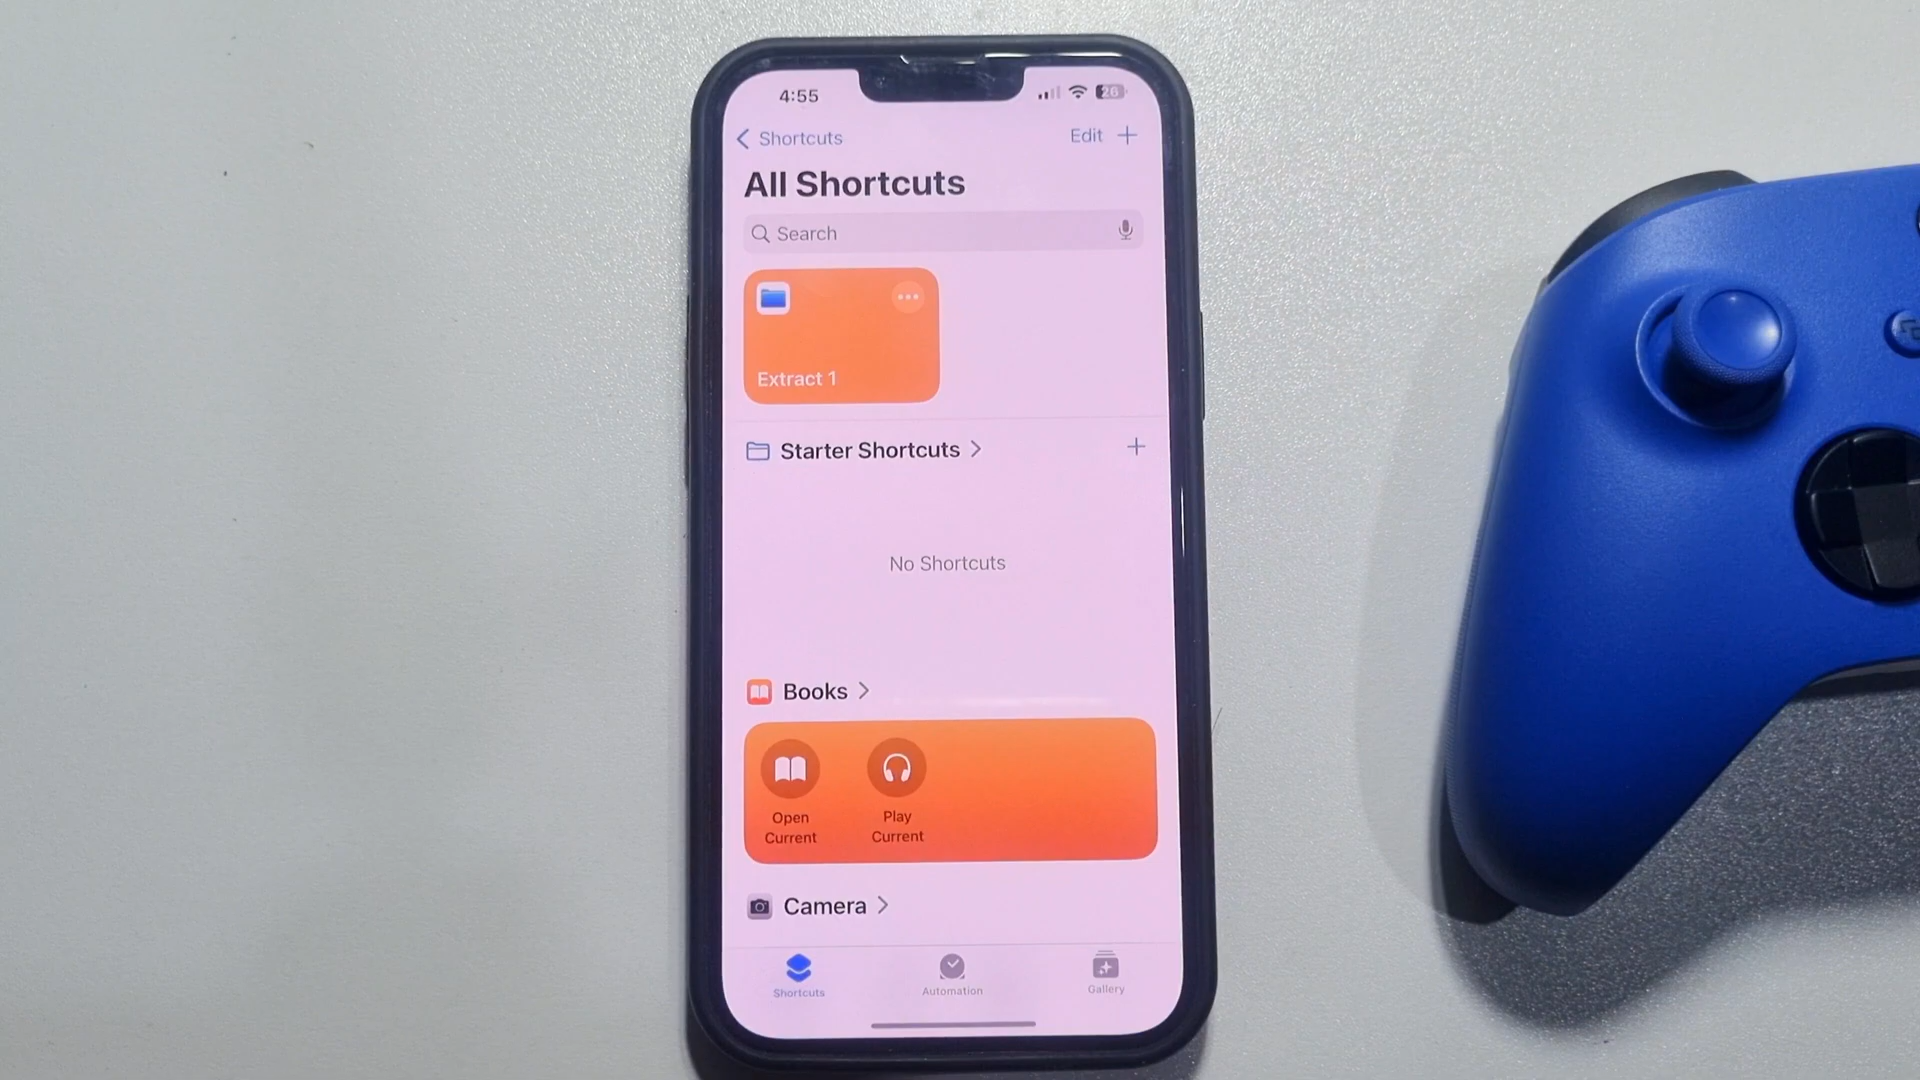 4:55
26
Shortcuts
Edit
All Shortcuts
Search
Extract 1
Starter Shortcuts
No Shortcuts
Books
Open Current
Play Current
Camera
Shortcuts
Automation
Gallery